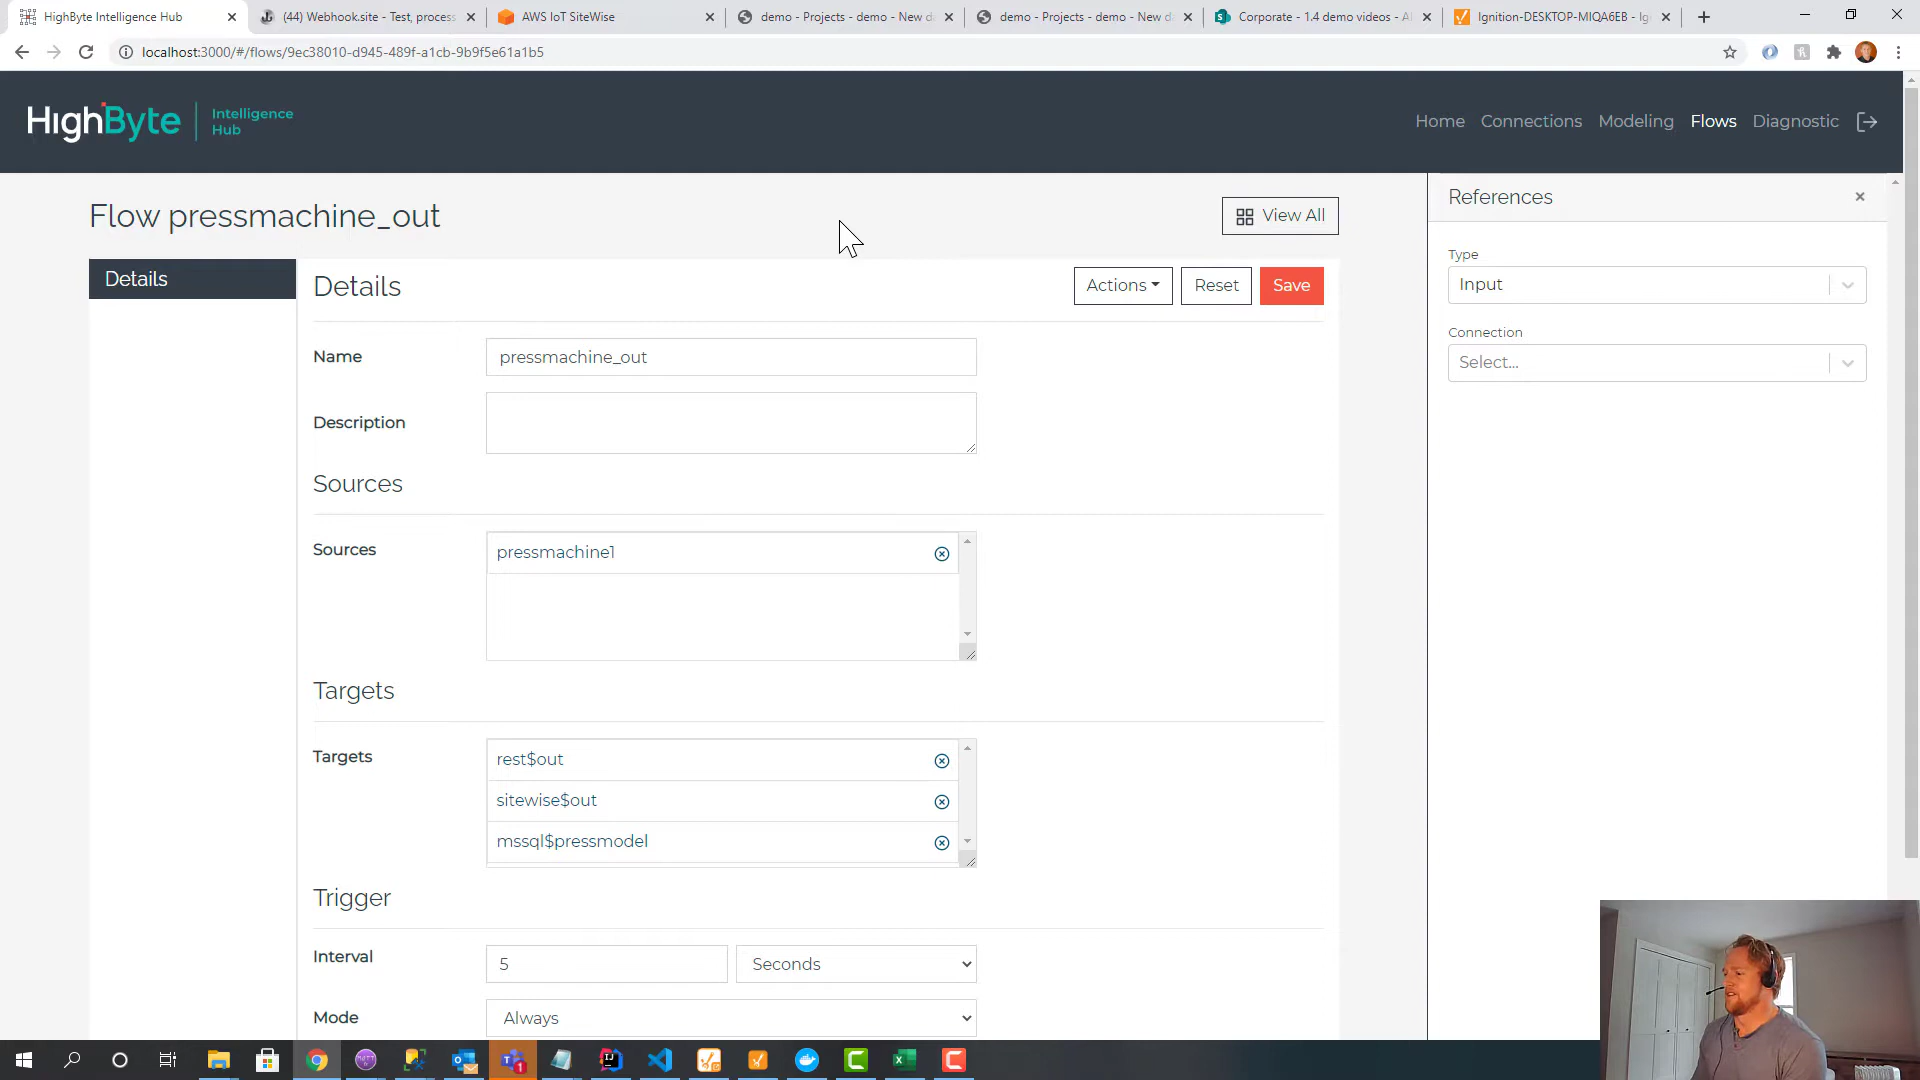 HighByte Intelligence Hub
(44) Webhook.site - Test, process
AWS IoT SiteWise
demo - Projects - demo - New d
demo - Projects - demo - New d
Corporate - 1.4 demo videos - Al
Ignition-DESKTOP-MIQA6EB - Ig
localhost:3000/#/flows/9ec38010-d945-489f-a1cb-9b9f5e61a1b5
HighByte
Intelligence
Hub
Home
Connections
Modeling
Flows
Diagnostic
Flow pressmachine_out
View All
References
Details
Details
Actions
Reset
Save
Type
Input
Connection
Select...
Name
pressmachine_out
Description
Sources
Sources
pressmachine1
Targets
Targets
rest$out
sitewise$out
mssql$pressmodel
Trigger
Interval
5
Seconds
Mode
Always